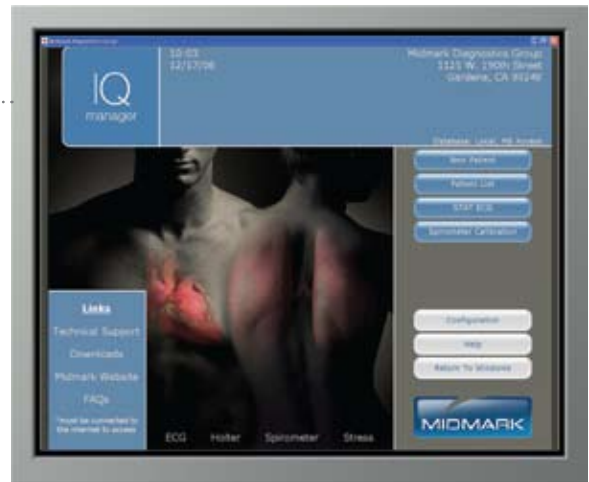 IQ
manager
10:03
12/17/06
Midmark Diagnostics Group
1125 W. 190th Street
Gardena, CA 90248
Database: Local, MS Access
New Patient
Patient List
STAT ECG
Spirometer Calibration
Links
Technical Support
Downloads
Midmark Website
FAQs
*must be connected to
the internet to access
Configuration
Help
Return To Windows
MIDMARK
ECG Holter Spirometer Stress